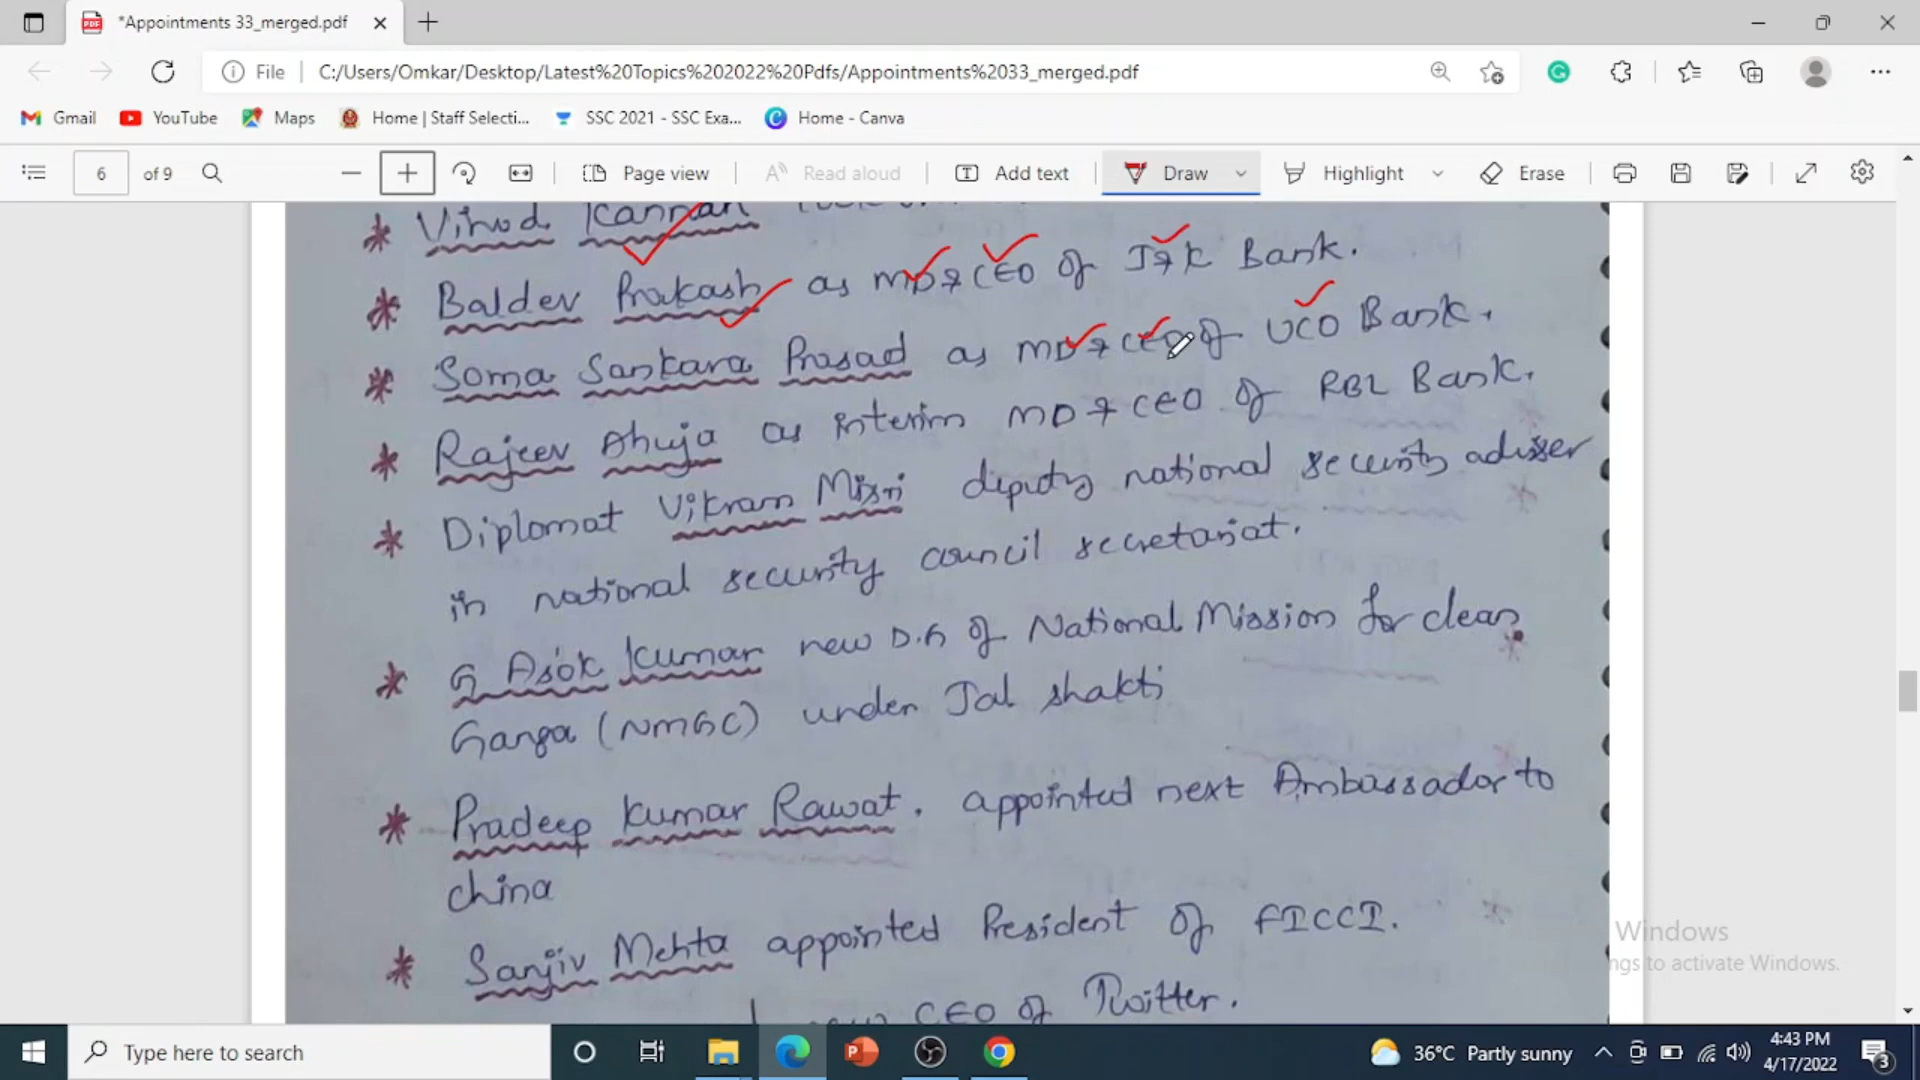 *Appointments 33_merged.pdf
File C:/Users/Omkar/Desktop/Latest%20Topics%202022%20Pdfs/Appointments%2033_merged.pdf
Gmail YouTube Maps Home | Staff Selecti... SSC 2021 - SSC Exa... Home - Canva
6 of 9 Page view Read aloud Add text Draw Highlight Erase
* Vinod Kannan
* Baldev Prakash as MD & CEO of J&K Bank.
* Soma Sankara Prasad as MD & CEO of UCO Bank.
* Rajeev Ahuja as interim MD & CEO of RBL Bank.
* Diplomat Vikram Misri deputy national security adviser
in national security council secretariat.
* G Asok Kumar new D.G of National Mission for clean
Ganga (NMGC) under Jal shakti
* Pradeep Kumar Rawat. appointed next Ambassador to
china
* Sanjiv Mehta appointed President of FICCI.
new CEO of Twitter.
Windows
ngs to activate Windows.
Type here to search 36°C Partly sunny 4:43 PM
4/17/2022 3